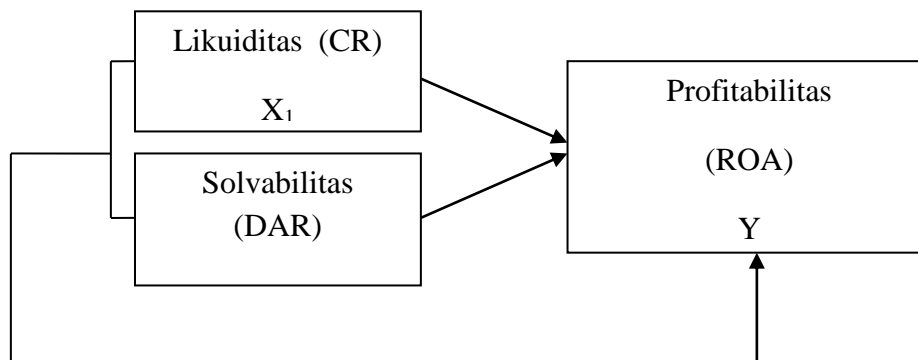 Likuiditas (CR)
X₁
Solvabilitas
(DAR)
Profitabilitas
(ROA)
Y